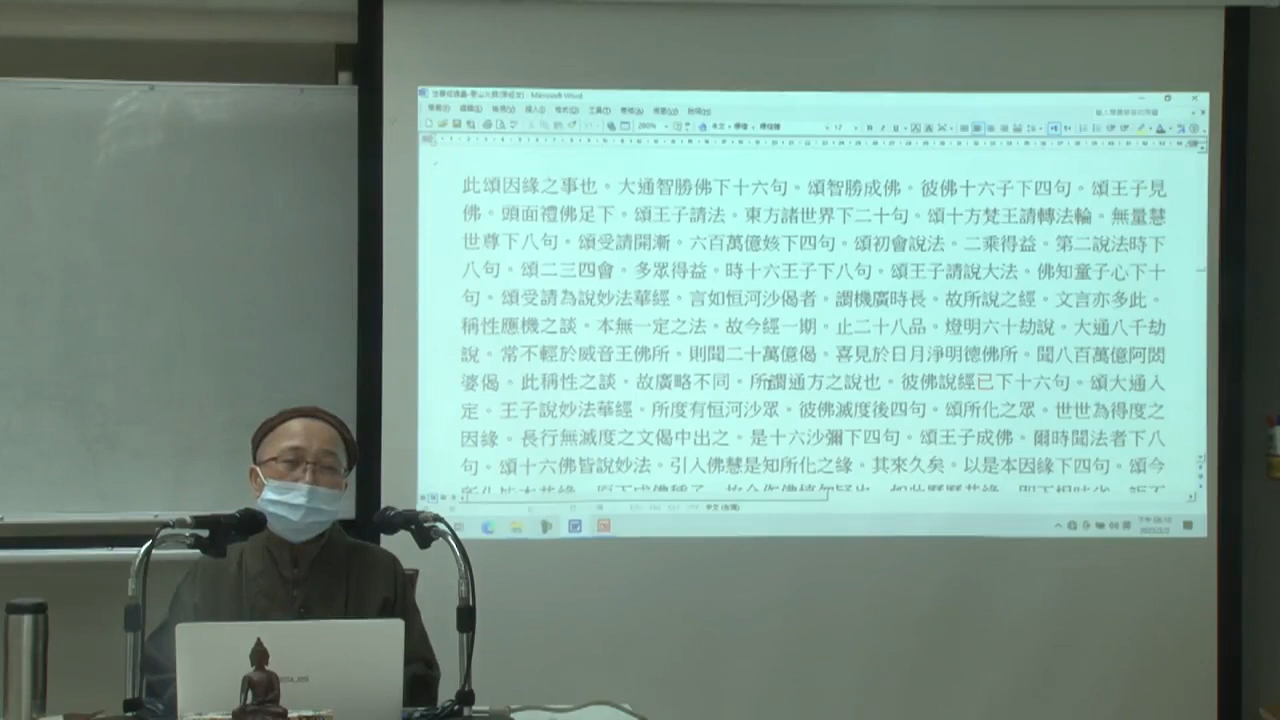 法華經通義-憨山大師(原經文) - Microsoft Word
此頌因緣之事也。大通智勝佛下十六句。頌智勝成佛。彼佛十六子下四句。頌王子見
佛。頭面禮佛足下。頌王子請法。東方諸世界下二十句。頌十方梵王請轉法輪。無量慧
世尊下八句。頌受請開漸。六百萬億姟下四句。頌初會說法。二乘得益。第二說法時下
八句。頌二三四會。多眾得益。時十六王子下八句。頌王子請說大法。佛知童子心下十
句。頌受請為說妙法華經。言如恒河沙偈者。謂機廣時長。故所說之經。文言亦多此。
稱性應機之談。本無一定之法。故今經一期。止二十八品。燈明六十劫說。大通八千劫
說。常不輕於威音王佛所。則聞二十萬億偈。喜見於日月淨明德佛所。聞八百萬億阿閦
婆偈。此稱性之談。故廣略不同。所謂通方之說也。彼佛說經已下十六句。頌大通入
定。王子說妙法華經。所度有恒河沙眾。彼佛滅度後四句。頌所化之眾。世世為得度之
因緣。長行無滅度之文偈中出之。是十六沙彌下四句。頌王子成佛。爾時聞法者下八
句。頌十六佛皆說妙法。引入佛慧是知所化之緣。其來久矣。以是本因緣下四句。頌今